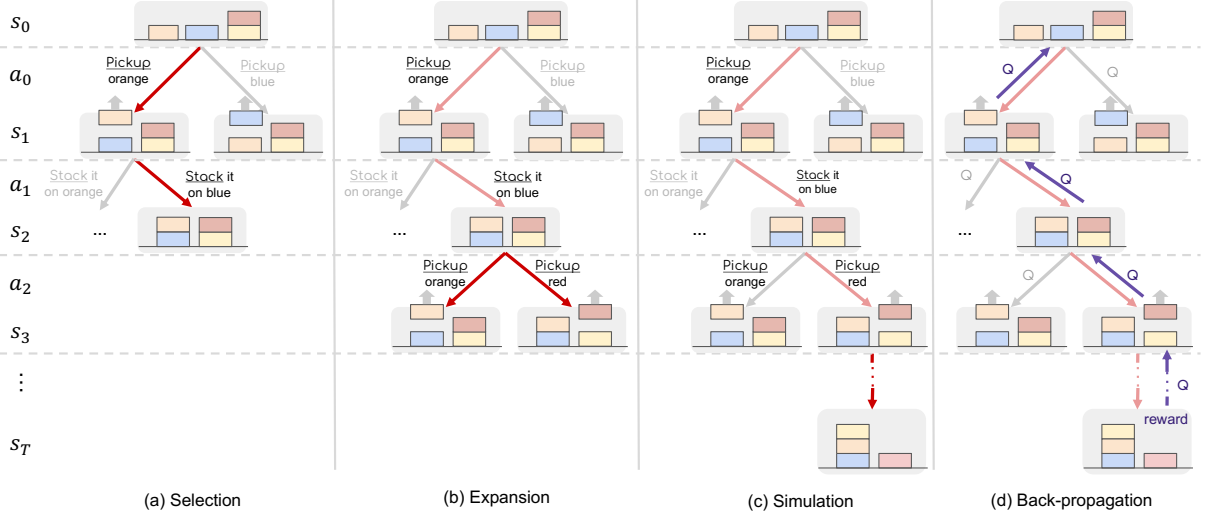 s₀
a₀
s₁
a₁
s₂
a₂
s₃
⋮
s_T
Pickup
orange
Pickup
blue
Stack it
on orange
Stack it
on blue
...
(a) Selection
Pickup
orange
Pickup
blue
Stack it
on orange
Stack it
on blue
...
Pickup
orange
Pickup
red
(b) Expansion
Pickup
orange
Pickup
blue
Stack it
on orange
Stack it
on blue
...
Pickup
orange
Pickup
red
(c) Simulation
Q
Q
Q
Q
...
Q
Q
Q
reward
(d) Back-propagation